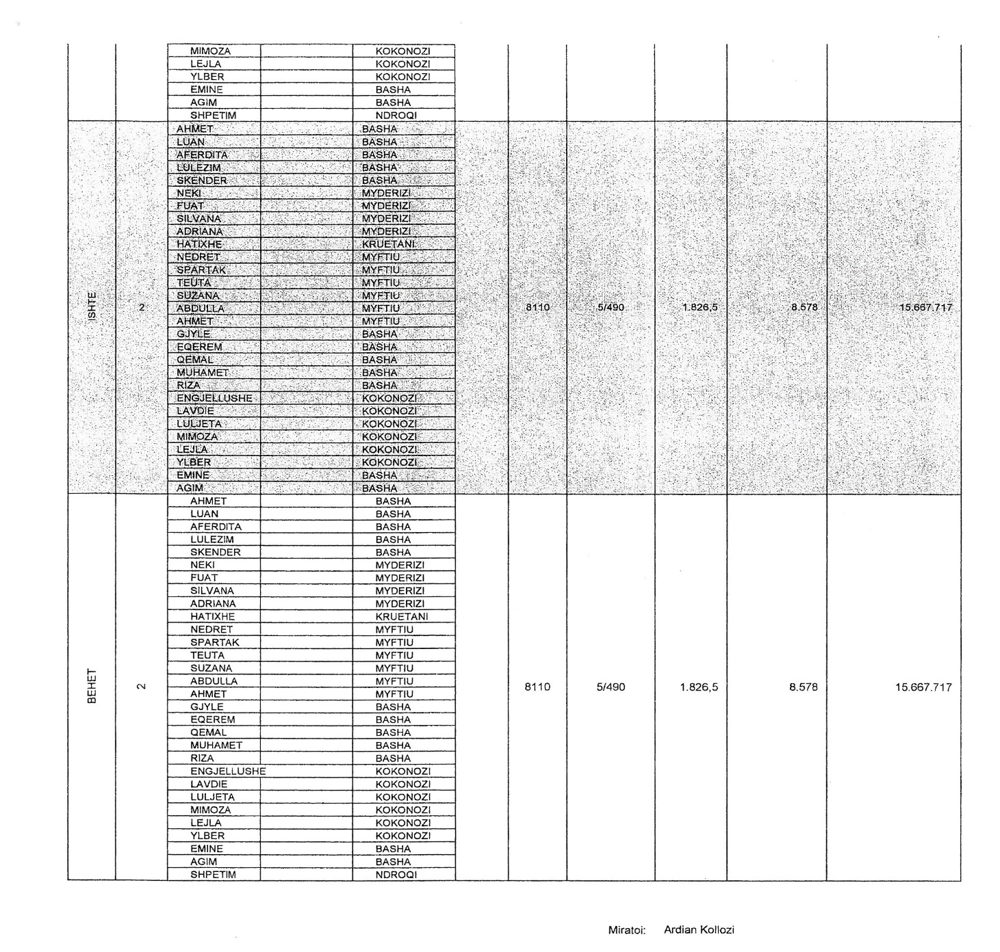 MIMOZA KOKONOZI
LEJLA KOKONOZI
YLBER KOKONOZI
EMINE BASHA
AGIM BASHA
SHPETIM NDROQI
AHMET BASHA
LUAN BASHA
AFERDITA BASHA
LULEZIM BASHA
SKENDER BASHA
NEKI MYDERIZI
FUAT MYDERIZI
SILVANA MYDERIZI
ADRIANA MYDERIZI
HATIXHE KRUETANI
NEDRET MYFTIU
SPARTAK MYFTIU
TEUTA MYFTIU
SUZANA MYFTIU
ISHTE 2 ABDULLA MYFTIU 8110 5/490 1.826,5 8.578 15.667.717
AHMET MYFTIU
GJYLE BASHA
EQEREM BASHA
QEMAL BASHA
MUHAMET BASHA
RIZA BASHA
ENGJELLUSHE KOKONOZI
LAVDIE KOKONOZI
LULJETA KOKONOZI
MIMOZA KOKONOZI
LEJLA KOKONOZI
YLBER KOKONOZI
EMINE BASHA
AGIM BASHA
AHMET BASHA
LUAN BASHA
AFERDITA BASHA
LULEZIM BASHA
SKENDER BASHA
NEKI MYDERIZI
FUAT MYDERIZI
SILVANA MYDERIZI
ADRIANA MYDERIZI
HATIXHE KRUETANI
NEDRET MYFTIU
SPARTAK MYFTIU
TEUTA MYFTIU
SUZANA MYFTIU
BEHET 2 ABDULLA MYFTIU 8110 5/490 1.826,5 8.578 15.667.717
AHMET MYFTIU
GJYLE BASHA
EQEREM BASHA
QEMAL BASHA
MUHAMET BASHA
RIZA BASHA
ENGJELLUSHE KOKONOZI
LAVDIE KOKONOZI
LULJETA KOKONOZI
MIMOZA KOKONOZI
LEJLA KOKONOZI
YLBER KOKONOZI
EMINE BASHA
AGIM BASHA
SHPETIM NDROQI
Miratoi: Ardian Kollozi